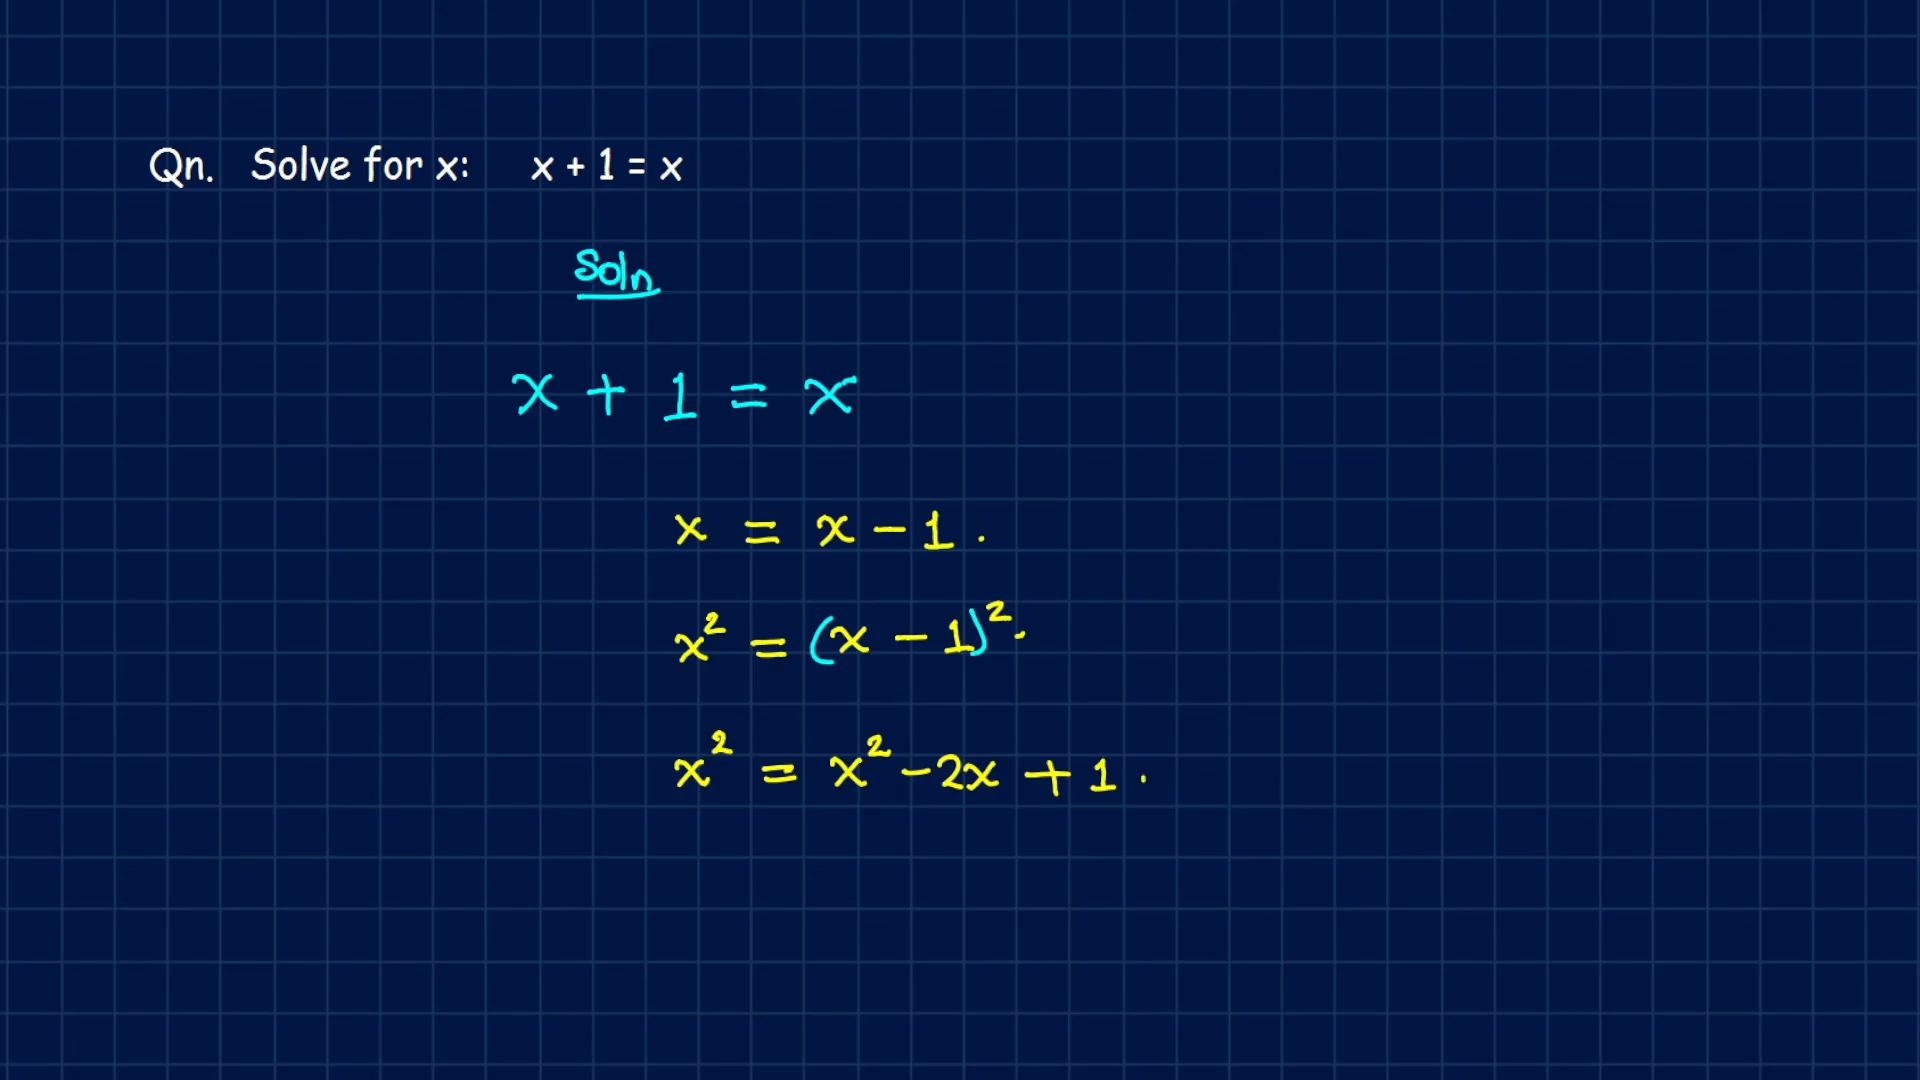 Qn. Solve for x: x + 1 = x
Soln
x + 1 = x
x = x - 1 .
x² = (x - 1)² .
x² = x² - 2x + 1 .